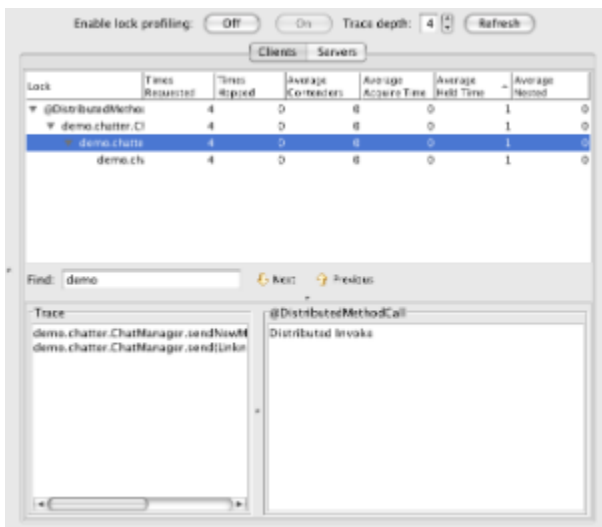 Enable lock profiling: Off On Trace depth: 4 Refresh
Clients Servers
Lock Times Requested Times Hopped Average Contenders Average Acquire Time Average Held Time Average Nested
@DistributedMethod 4 0 0 0 1 0
demo.chatter.Cl 4 0 0 0 1 0
demo.chatte 4 0 0 0 1 0
demo.ch 4 0 0 0 1 0
Find: demo Next Previous
Trace
demo.chatter.ChatManager.sendNewM
demo.chatter.ChatManager.send(Linkn
@DistributedMethodCall
Distributed Invoke